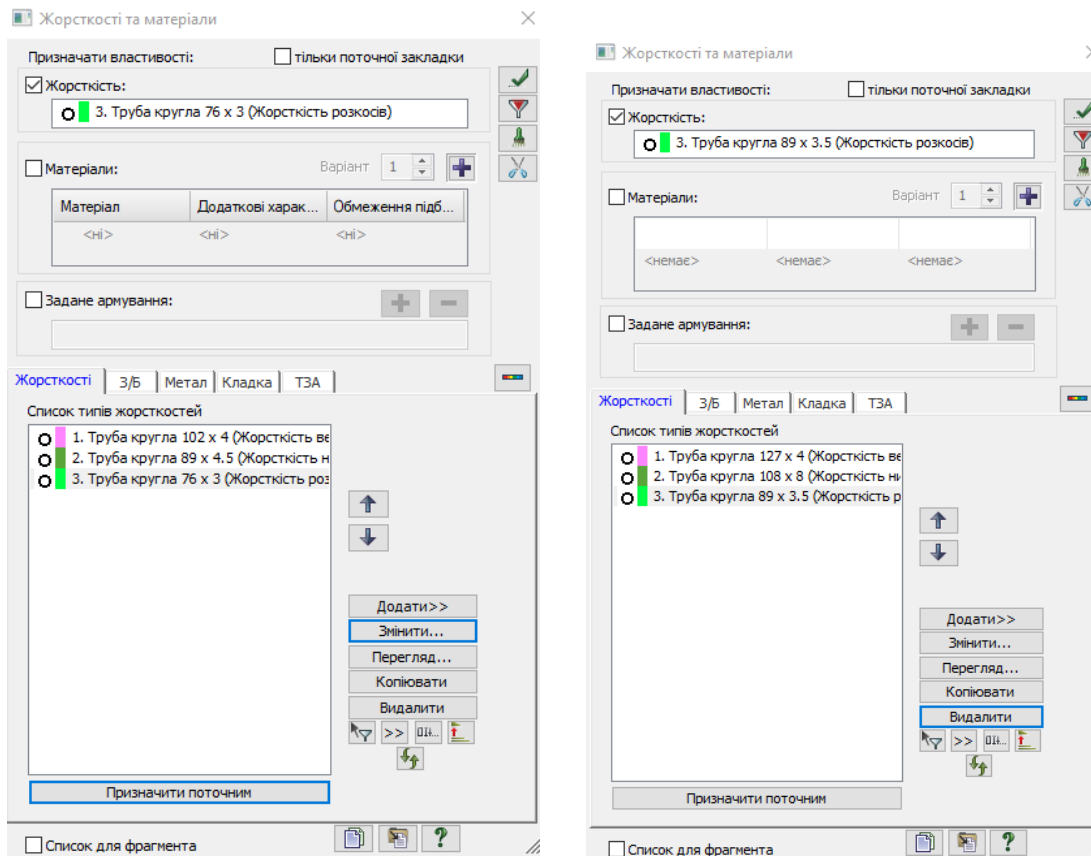 Жорсткості та матеріали
Призначати властивості:
тільки поточної закладки
Жорсткість:
3. Труба кругла 76 x 3 (Жорсткість розкосів)
Матеріали:
Варіант 1
Матеріал Додаткові харак... Обмеження підб...
<ні> <ні> <ні>
Задане армування:
Жорсткості З/Б Метал Кладка ТЗА
Список типів жорсткостей
1. Труба кругла 102 x 4 (Жорсткість ве
2. Труба кругла 89 x 4.5 (Жорсткість н
3. Труба кругла 76 x 3 (Жорсткість роз
Додати>>
Змінити...
Перегляд...
Копіювати
Видалити
>>
Призначити поточним
Список для фрагмента
?
Жорсткості та матеріали
Призначати властивості:
тільки поточної закладки
Жорсткість:
3. Труба кругла 89 x 3.5 (Жорсткість розкосів)
Матеріали:
Варіант 1
<немає> <немає> <немає>
Задане армування:
Жорсткості З/Б Метал Кладка ТЗА
Список типів жорсткостей
1. Труба кругла 127 x 4 (Жорсткість ве
2. Труба кругла 108 x 8 (Жорсткість ни
3. Труба кругла 89 x 3.5 (Жорсткість р
Додати>>
Змінити...
Перегляд...
Копіювати
Видалити
>>
Призначити поточним
Список для фрагмента
?